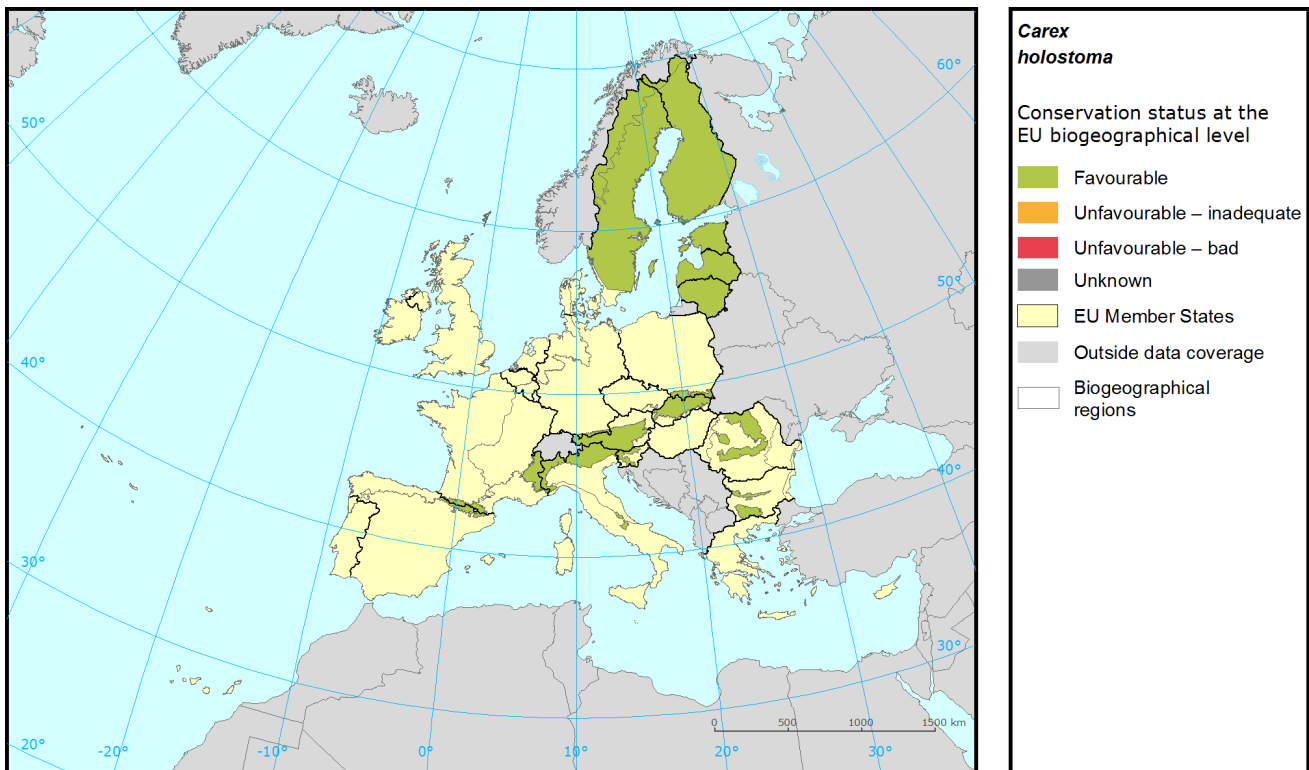 Carex
holostoma
Conservation status at the
EU biogeographical level
Favourable
Unfavourable – inadequate
Unfavourable – bad
Unknown
EU Member States
Outside data coverage
Biogeographical
regions
60°
50°
50°
40°
40°
30°
30°
0 500 1000 1500 km
20° -20° -10° 0° 10° 20° 30°